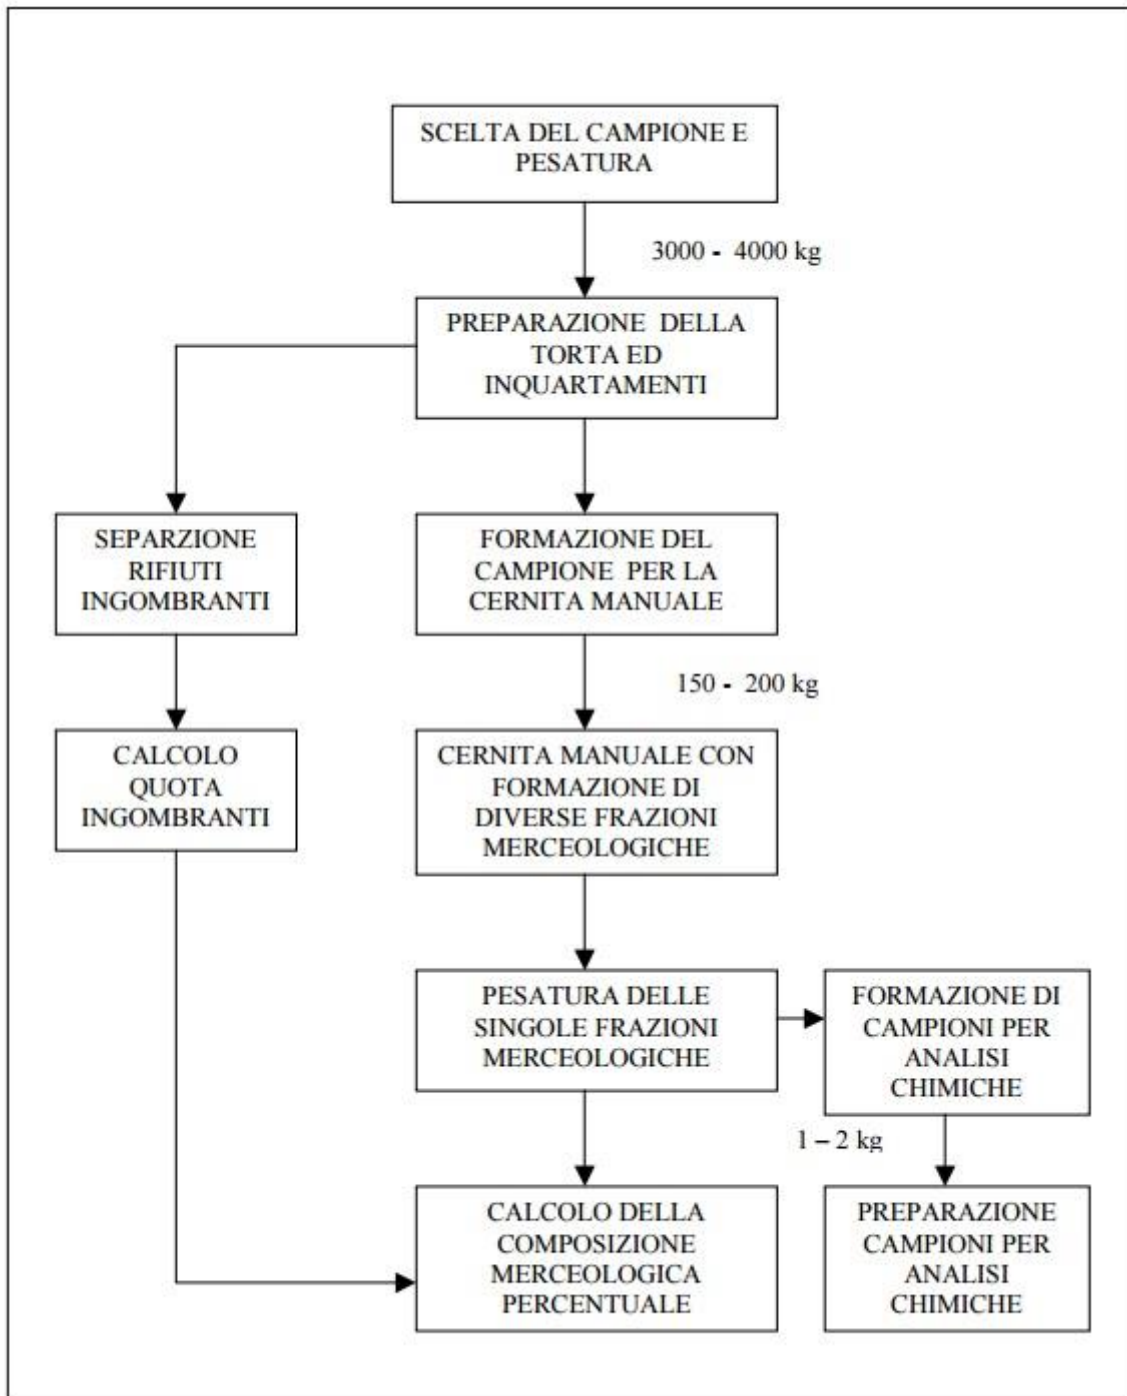 SCELTA DEL CAMPIONE E
PESATURA
3000 - 4000 kg
PREPARAZIONE DELLA
TORTA ED
INQUARTAMENTI
SEPARZIONE
RIFIUTI
INGOMBRANTI
FORMAZIONE DEL
CAMPIONE PER LA
CERNITA MANUALE
150 - 200 kg
CALCOLO
QUOTA
INGOMBRANTI
CERNITA MANUALE CON
FORMAZIONE DI
DIVERSE FRAZIONI
MERCEOLOGICHE
PESATURA DELLE
SINGOLE FRAZIONI
MERCEOLOGICHE
FORMAZIONE DI
CAMPIONI PER
ANALISI
CHIMICHE
1 – 2 kg
CALCOLO DELLA
COMPOSIZIONE
MERCEOLOGICA
PERCENTUALE
PREPARAZIONE
CAMPIONI PER
ANALISI
CHIMICHE